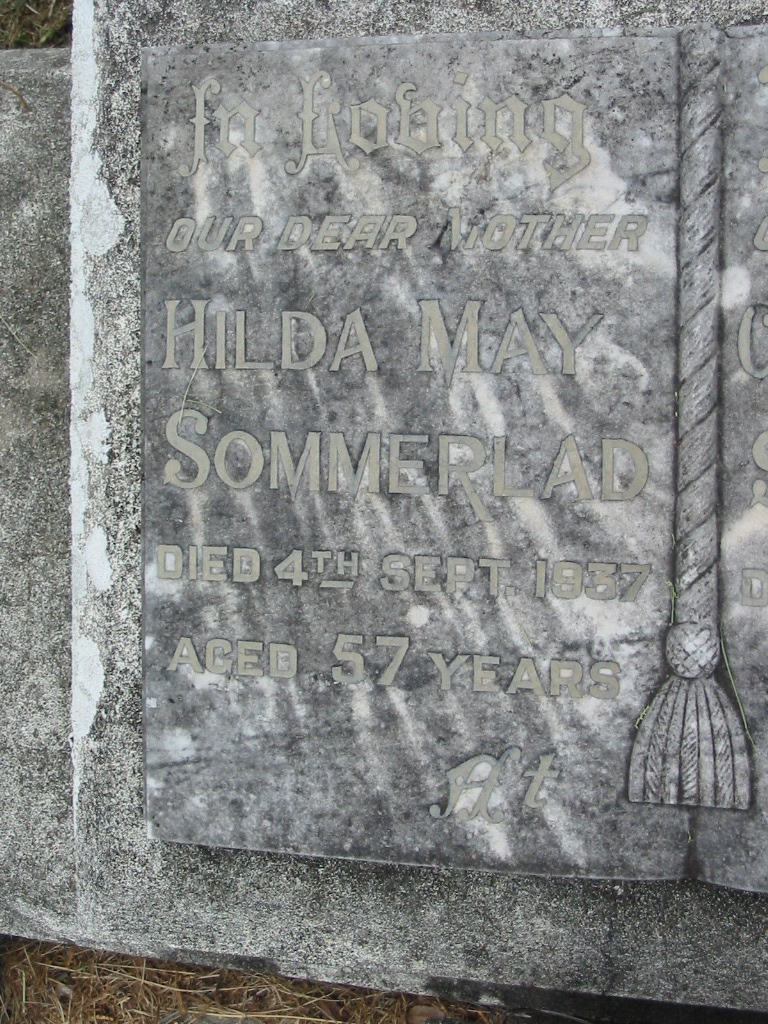 In Loving
OUR DEAR MOTHER
HILDA MAY
SOMMERLAD
DIED 4TH SEPT. 1937
AGED 57 YEARS
At